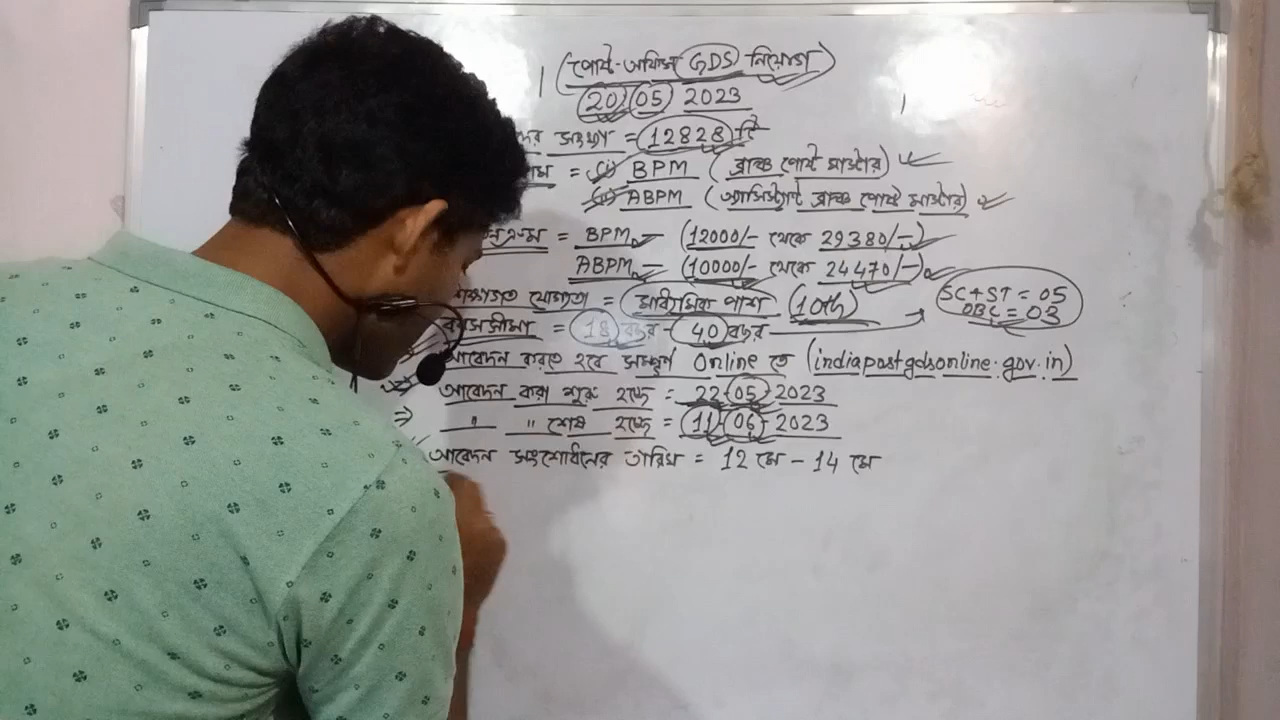 (পোষ্ট-অফিস GDS নিয়োগ)
20/05/2023
সংখ্যা = 12828 টি
= (i) BPM (ব্রাঞ্চ পোষ্ট মাস্টার)
(ii) ABPM (অ্যাসিস্ট্যান্ট ব্রাঞ্চ পোষ্ট মাস্টার)
= BPM - (12000/- থেকে 29380/-)
ABPM - (10000/- থেকে 24470/-)
যোগ্যতা = মাধ্যমিক পাশ (10th)
SC+ST = 05
OBC = 03
বয়সসীমা = 18 বছর - 40 বছর
আবেদন করতে হবে সম্পূর্ণ Online তে (indiapostgdsonline.gov.in)
আবেদন করা শুরু হচ্ছে = 22-05-2023
⇒ " " শেষ হচ্ছে = 11-06-2023
আবেদন সংশোধনের তারিখ = 12 মে - 14 মে